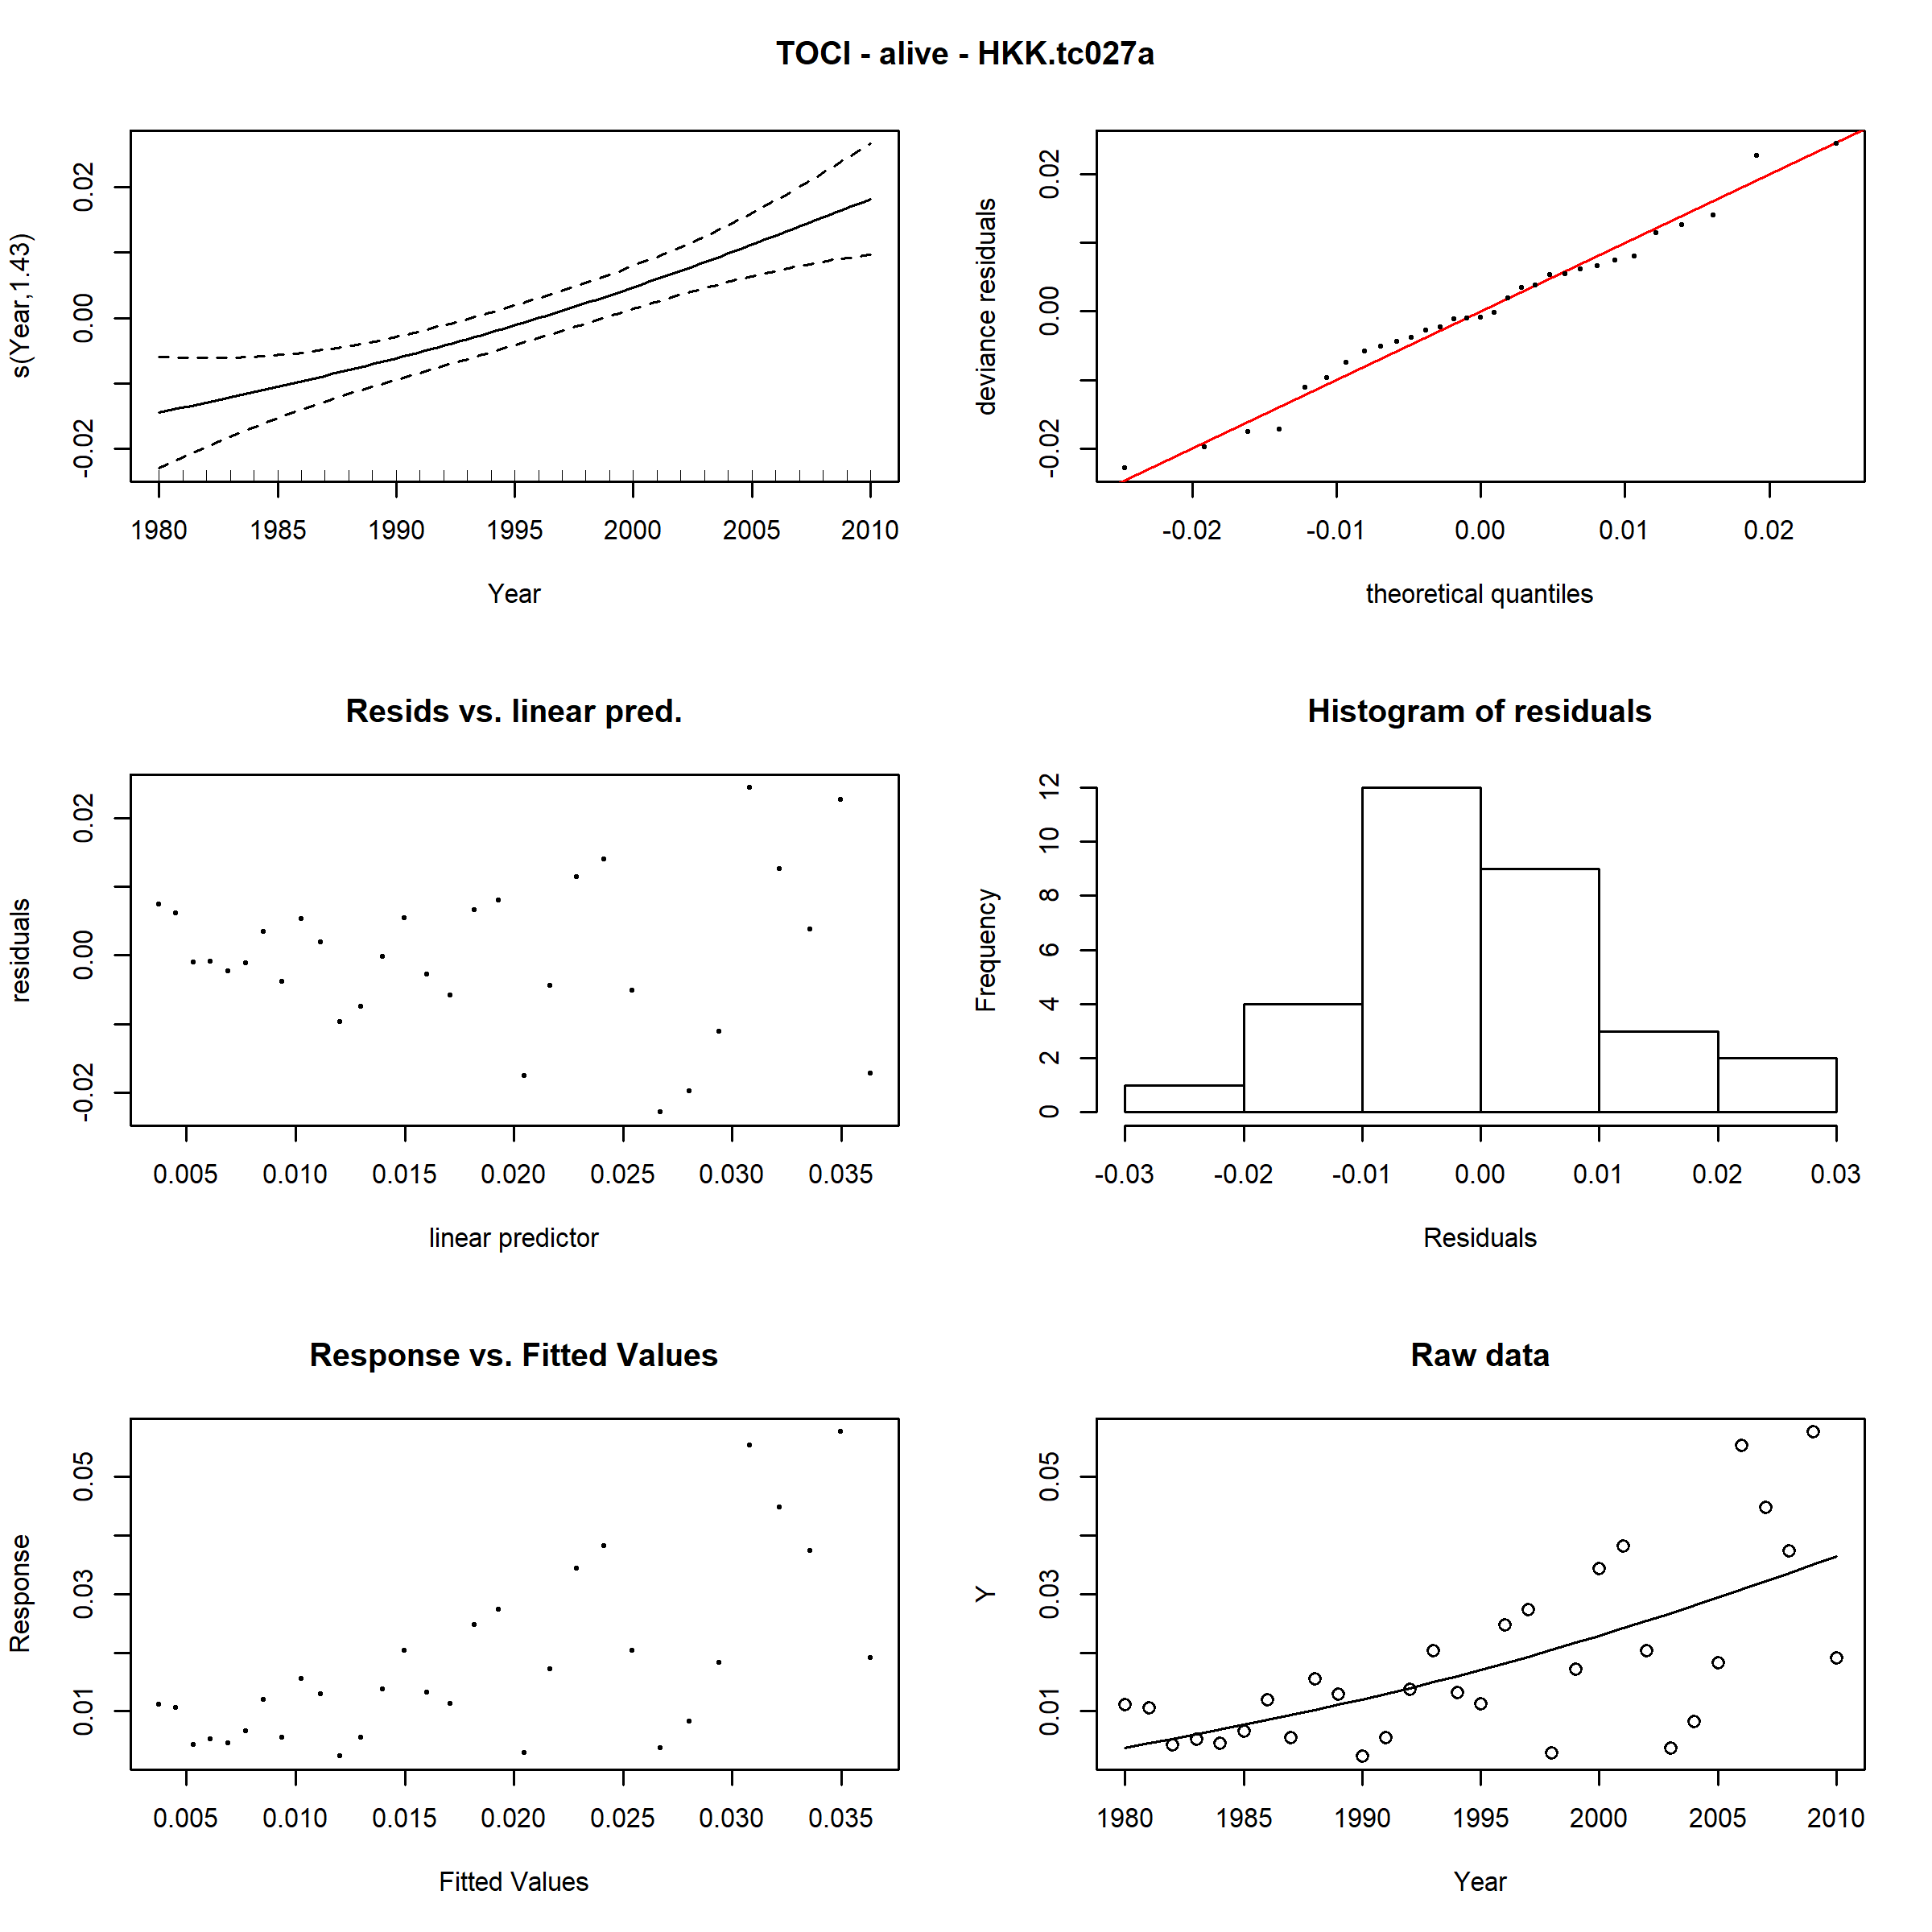 TOCI - alive - HKK.tc027a
s(Year,1.43)
0.02
0.00
-0.02
1980 1985 1990 1995 2000 2005 2010
Year
deviance residuals
0.02
0.00
-0.02
-0.02 -0.01 0.00 0.01 0.02
theoretical quantiles
Resids vs. linear pred.
residuals
0.02
0.00
-0.02
0.005 0.010 0.015 0.020 0.025 0.030 0.035
linear predictor
Histogram of residuals
Frequency
12
10
8
6
4
2
0
-0.03 -0.02 -0.01 0.00 0.01 0.02 0.03
Residuals
Response vs. Fitted Values
Response
0.05
0.03
0.01
0.005 0.010 0.015 0.020 0.025 0.030 0.035
Fitted Values
Raw data
Y
0.05
0.03
0.01
1980 1985 1990 1995 2000 2005 2010
Year